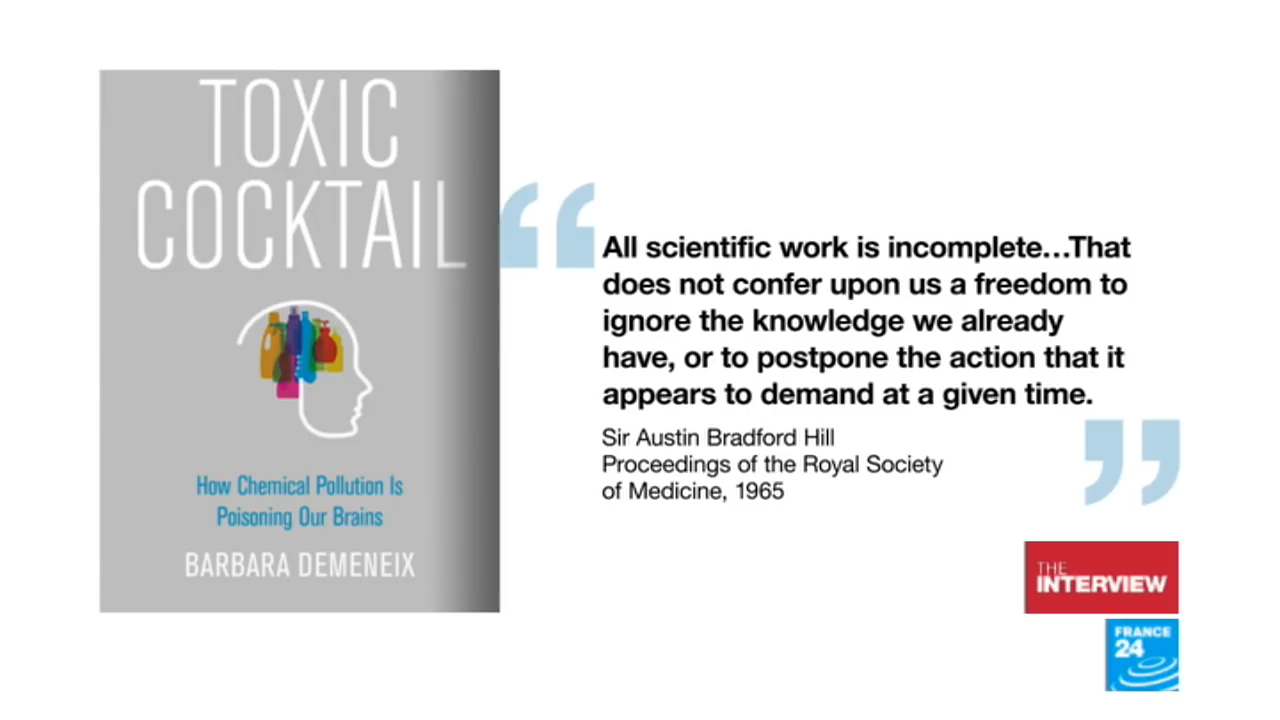 TOXIC
COCKTAIL
How Chemical Pollution Is
Poisoning Our Brains
BARBARA DEMENEIX
“All scientific work is incomplete...That
does not confer upon us a freedom to
ignore the knowledge we already
have, or to postpone the action that it
appears to demand at a given time.”
Sir Austin Bradford Hill
Proceedings of the Royal Society
of Medicine, 1965
THE
INTERVIEW
FRANCE
24